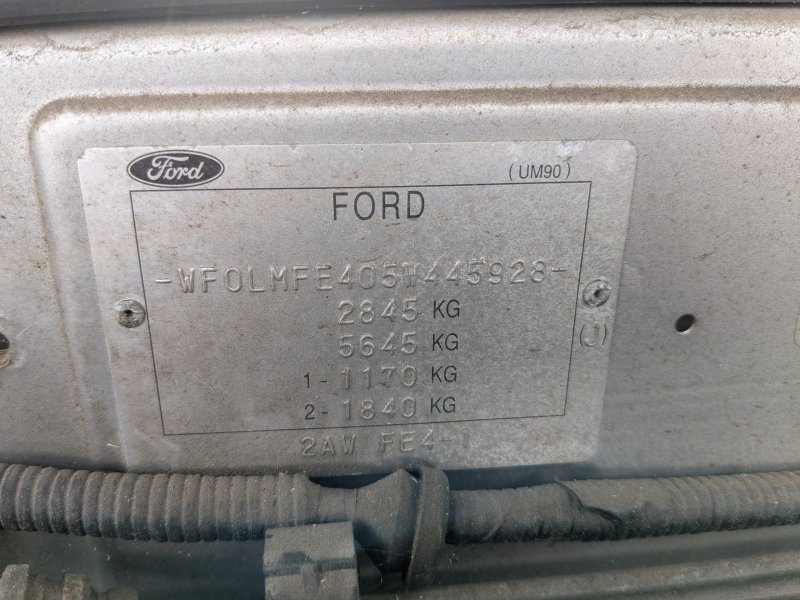 Ford
(UM90)
FORD
-WF0LMFE405W445928-
2845 KG
5645 KG
(J)
1-1170 KG
2-1840 KG
2AW FE4-1